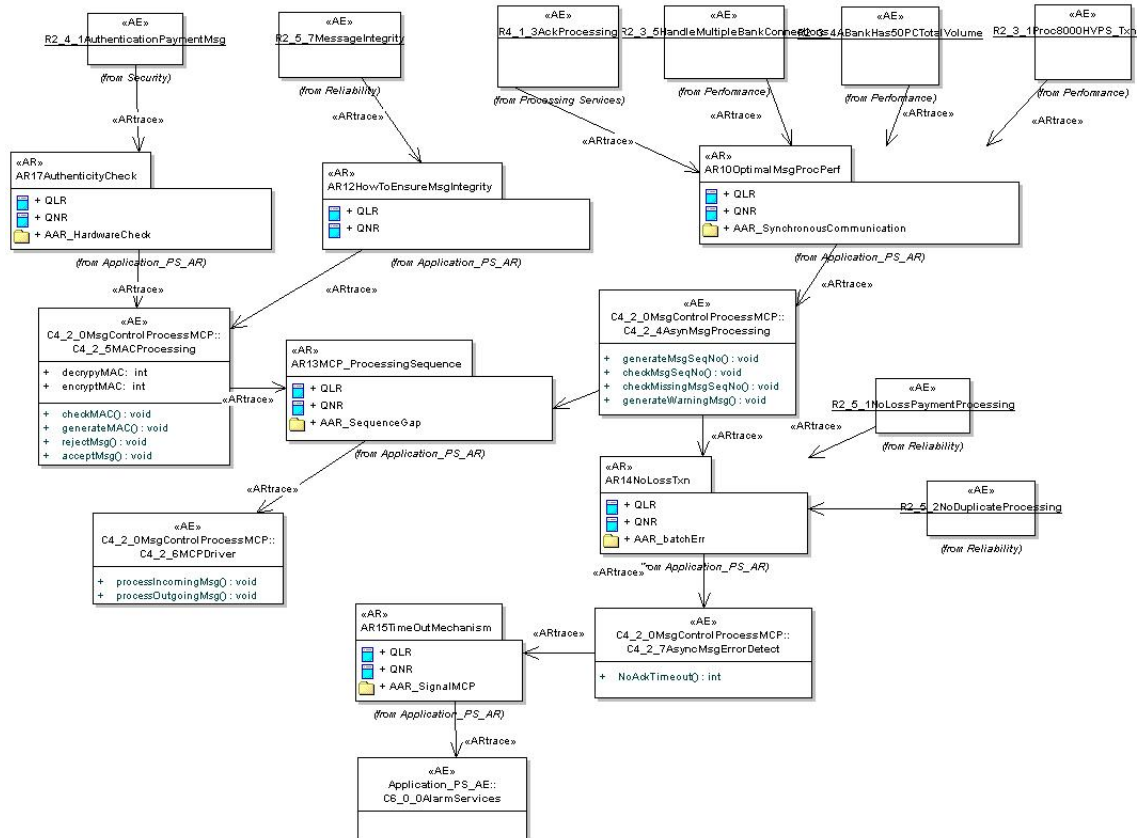 «AE»
R2_4_1AuthenticationPaymentMsg
(from Security)
«AE»
R2_5_7MessageIntegrity
(from Reliability)
«AE»
R4_1_3AckProcessing
(from Processing Services)
«AE»
R2_3_5HandleMultipleBankConnections
(from Performance)
«AE»
R2_3_4ABankHas50PCTotalVolume
(from Performance)
«AE»
R2_3_1Proc8000HVPS_Txn
(from Performance)
«ARtrace»
«ARtrace»
«ARtrace»
«ARtrace»
«ARtrace»
«ARtrace»
«AR»
AR17AuthenticityCheck
+ QLR
+ QNR
+ AAR_HardwareCheck
(from Application_PS_AR)
«AR»
AR12HowToEnsureMsgIntegrity
+ QLR
+ QNR
(from Application_PS_AR)
«AR»
AR10OptimalMsgProcPerf
+ QLR
+ QNR
+ AAR_SynchronousCommunication
(from Application_PS_AR)
«ARtrace»
«ARtrace»
«ARtrace»
«AE»
C4_2_0MsgControlProcessMCP::
C4_2_5MACProcessing
+ decrypyMAC: int
+ encryptMAC: int
+ checkMAC() : void
+ generateMAC() : void
+ rejectMsg() : void
+ acceptMsg() : void
«ARtrace»
«AR»
AR13MCP_ProcessingSequence
+ QLR
+ QNR
+ AAR_SequenceGap
(from Application_PS_AR)
«AE»
C4_2_0MsgControlProcessMCP::
C4_2_4AsynMsgProcessing
+ generateMsgSeqNo() : void
+ checkMsgSeqNo() : void
+ checkMissingMsgSeqNo() : void
+ generateWarningMsg() : void
«AE»
R2_5_1NoLossPaymentProcessing
(from Reliability)
«ARtrace»
«ARtrace»
«ARtrace»
«AE»
C4_2_0MsgControlProcessMCP::
C4_2_6MCPDriver
+ processIncomingMsg() : void
+ processOutgoingMsg() : void
«AR»
AR14NoLossTxn
+ QLR
+ QNR
+ AAR_batchErr
from Application_PS_AR)
«AE»
R2_5_2NoDuplicateProcessing
(from Reliability)
«ARtrace»
«AR»
AR15TimeOutMechanism
+ QLR
+ QNR
+ AAR_SignalMCP
(from Application_PS_AR)
«ARtrace»
«AE»
C4_2_0MsgControlProcessMCP::
C4_2_7AsyncMsgErrorDetect
+ NoAckTimeout() : int
«ARtrace»
«AE»
Application_PS_AE::
C6_0_0AlarmServices